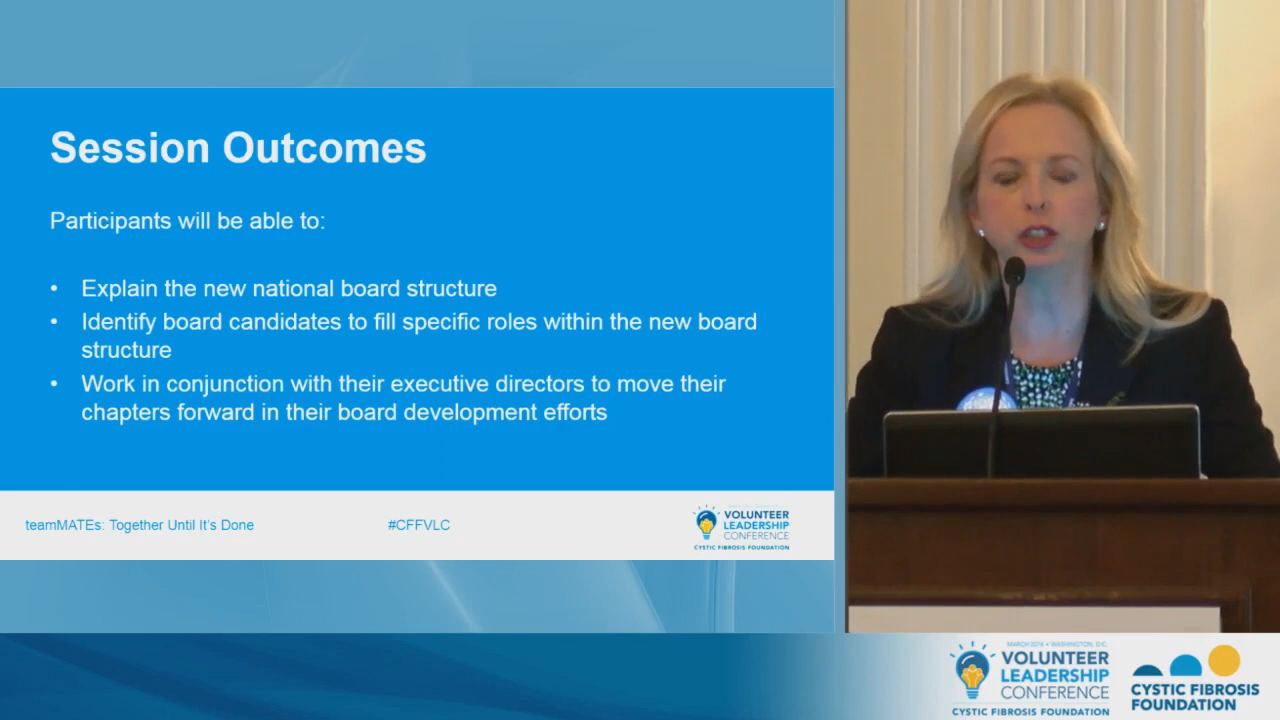 Session Outcomes
Participants will be able to:
• Explain the new national board structure
• Identify board candidates to fill specific roles within the new board
structure
• Work in conjunction with their executive directors to move their
chapters forward in their board development efforts
teamMATEs: Together Until It's Done
#CFFVLC
VOLUNTEER
LEADERSHIP
CONFERENCE
CYSTIC FIBROSIS FOUNDATION
VOLUNTEER
LEADERSHIP
CONFERENCE
CYSTIC FIBROSIS FOUNDATION
CYSTIC FIBROSIS
FOUNDATION